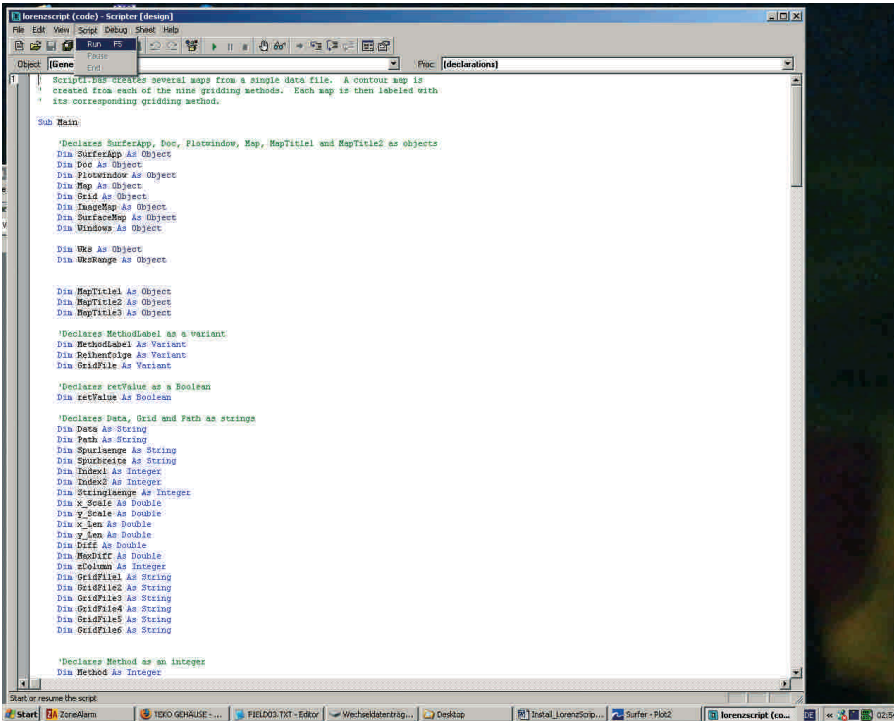 lorenzscript (code) - Scripter [design]
File Edit View Script Debug Sheet Help
Run F5
Pause
End
Object: [Gene
Proc: [declarations]
1
Script1.bas creates several maps from a single data file. A contour map is
' created from each of the nine gridding methods. Each map is then labeled with
' its corresponding gridding method.
Sub Main
'Declares SurferApp, Doc, Plotwindow, Map, MapTitle1 and MapTitle2 as objects
Dim SurferApp As Object
Dim Doc As Object
Dim Plotwindow As Object
Dim Map As Object
Dim Grid As Object
Dim ImageMap As Object
Dim SurfaceMap As Object
Dim Windows As Object
Dim Wks As Object
Dim WksRange As Object
Dim MapTitle1 As Object
Dim MapTitle2 As Object
Dim MapTitle3 As Object
'Declares MethodLabel as a variant
Dim MethodLabel As Variant
Dim Reihenfolge As Variant
Dim GridFile As Variant
'Declares retValue as a Boolean
Dim retValue As Boolean
'Declares Data, Grid and Path as strings
Dim Data As String
Dim Path As String
Dim Spurlaenge As String
Dim Spurbreite As String
Dim Index1 As Integer
Dim Index2 As Integer
Dim Stringlaenge As Integer
Dim x_Scale As Double
Dim y_Scale As Double
Dim x_Len As Double
Dim y_Len As Double
Dim Diff As Double
Dim MaxDiff As Double
Dim zColumn As Integer
Dim GridFile1 As String
Dim GridFile2 As String
Dim GridFile3 As String
Dim GridFile4 As String
Dim GridFile5 As String
Dim GridFile6 As String
'Declares Method as an integer
Dim Method As Integer
Start or resume the script
Start ZoneAlarm TEKO GEHÄUSE - ... FIELD03.TXT - Editor Wechseldatenträg... Desktop Install_LorenzScrip... Surfer - Plot2 lorenzscript (co... DE «